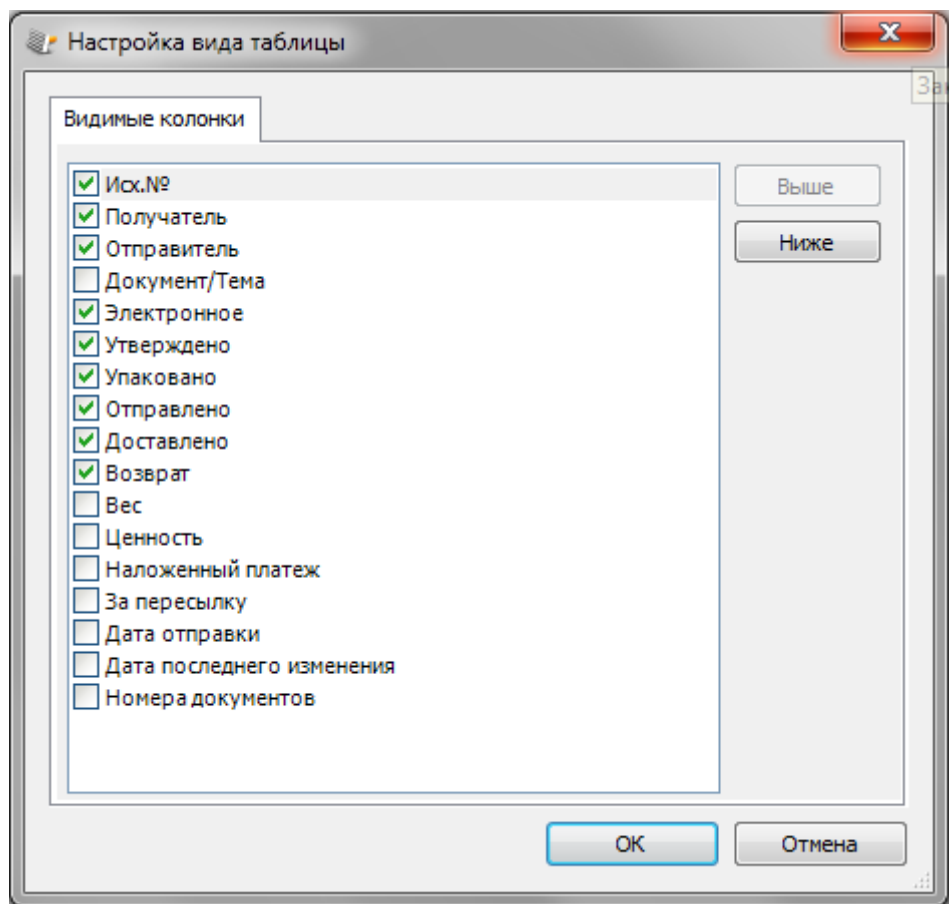 Настройка вида таблицы
Видимые колонки
Исх.№
Выше
Получатель
Отправитель
Ниже
Документ/Тема
Электронное
Утверждено
Упаковано
Отправлено
Доставлено
Возврат
Вес
Ценность
Наложенный платеж
За пересылку
Дата отправки
Дата последнего изменения
Номера документов
ОК
Отмена